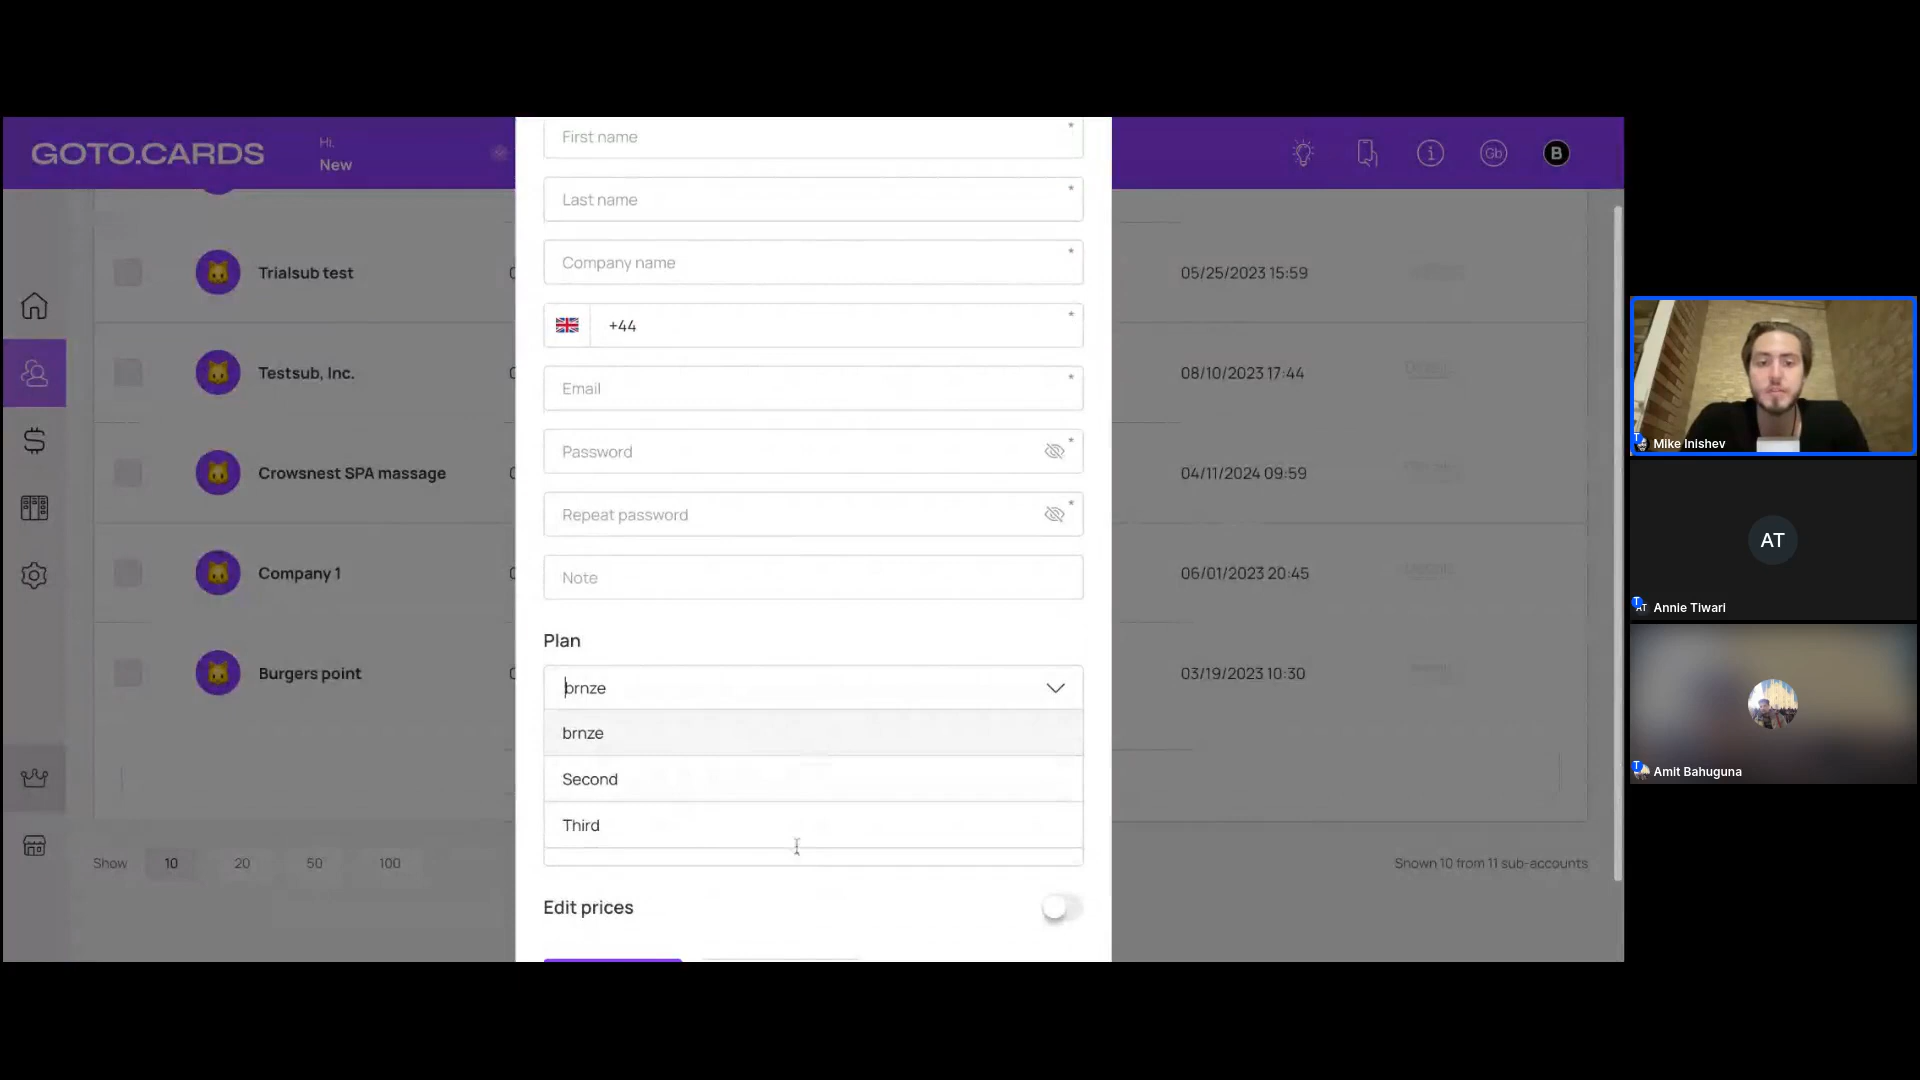 GOTO.CARDS
Hi,
New
Gb
B
First name *
Last name *
Company name *
+44 *
Email *
Password *
Repeat password *
Note
Plan
brnze
brnze
Second
Third
Edit prices
Trialsub test
05/25/2023 15:59
Testsub, Inc.
08/10/2023 17:44
Crowsnest SPA massage
04/11/2024 09:59
Company 1
06/01/2023 20:45
Burgers point
03/19/2023 10:30
Show 10 20 50 100
Shown 10 from 11 sub-accounts
Mike Inishev
AT
Annie Tiwari
Amit Bahuguna